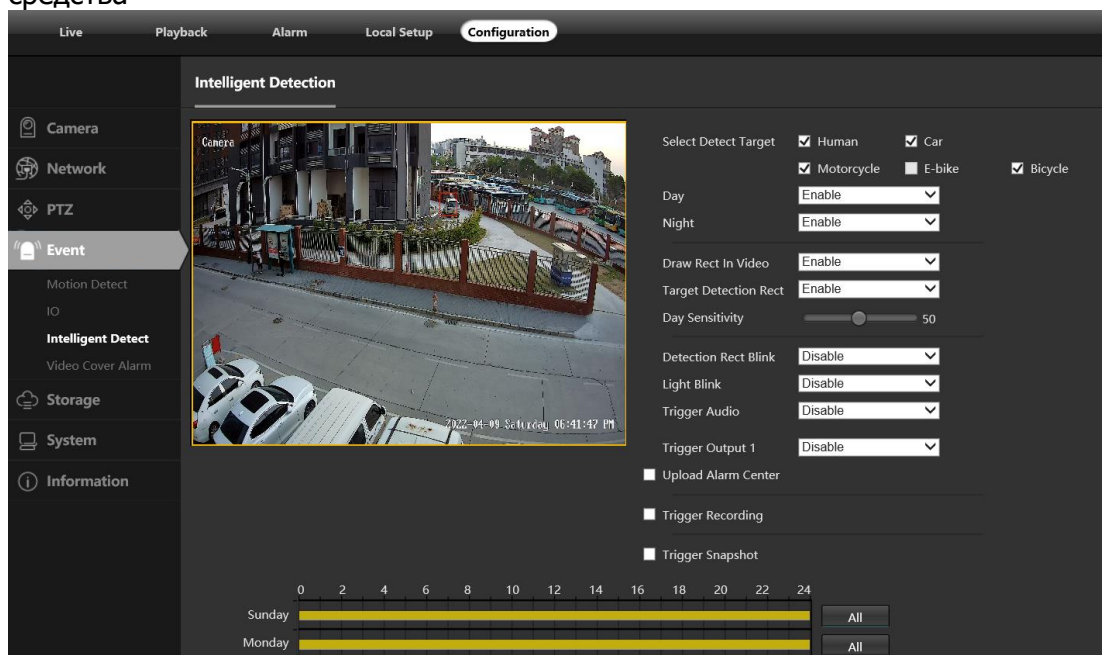 средства
Live Playback Alarm Local Setup Configuration
Intelligent Detection
Camera
Network
PTZ
Event
Motion Detect
IO
Intelligent Detect
Video Cover Alarm
Storage
System
Information
Camera
2022-04-09 Saturday 06:41:47 PM
Select Detect Target Human Car
Motorcycle E-bike Bicycle
Day Enable
Night Enable
Draw Rect In Video Enable
Target Detection Rect Enable
Day Sensitivity 50
Detection Rect Blink Disable
Light Blink Disable
Trigger Audio Disable
Trigger Output 1 Disable
Upload Alarm Center
Trigger Recording
Trigger Snapshot
0 2 4 6 8 10 12 14 16 18 20 22 24
Sunday All
Monday All